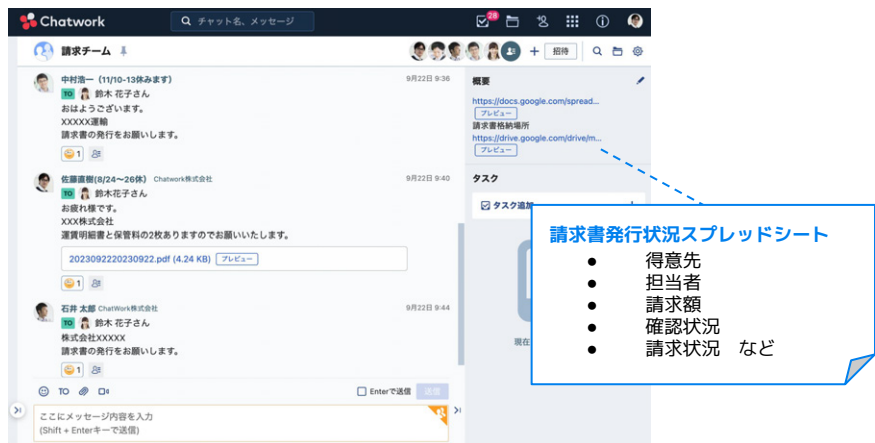 Chatwork
チャット名、メッセージ
28
請求チーム
招待
中村浩一（11/10-13休みます）
9月22日 9:36
TO 鈴木 花子さん
おはようございます。
XXXXX運輸
請求書の発行をお願いします。
1
佐藤直樹(8/24〜26休) Chatwork株式会社
9月22日 9:40
TO 鈴木花子さん
お疲れ様です。
XXX株式会社
運賃明細書と保管料の2枚ありますのでお願いいたします。
2023092220230922.pdf (4.24 KB) プレビュー
1
石井 太郎 ChatWork株式会社
9月22日 9:44
TO 鈴木 花子さん
株式会社XXXXX
請求書の発行をお願いします。
1
TO
Enterで送信
送信
ここにメッセージ内容を入力
(Shift + Enterキーで送信)
概要
https://docs.google.com/spread...
プレビュー
請求書格納場所
https://drive.google.com/drive/m...
プレビュー
タスク
タスク追加
現在
請求書発行状況スプレッドシート
● 得意先
● 担当者
● 請求額
● 確認状況
● 請求状況　など